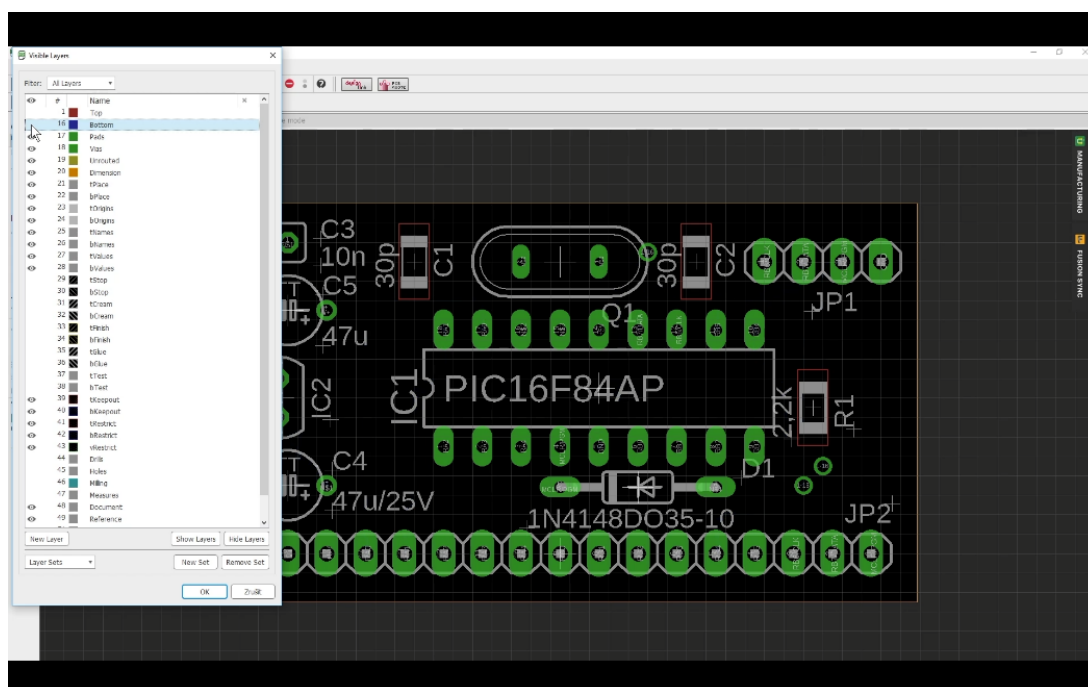 Visible Layers
Filter: All Layers
# Name
1 Top
16 Bottom
17 Pads
18 Vias
19 Unrouted
20 Dimension
21 tPlace
22 bPlace
23 tOrigins
24 bOrigins
25 tNames
26 bNames
27 tValues
28 bValues
29 tStop
30 bStop
31 tCream
32 bCream
33 tFinish
34 bFinish
35 tGlue
36 bGlue
37 tTest
38 bTest
39 tKeepout
40 bKeepout
41 tRestrict
42 bRestrict
43 vRestrict
44 Drills
45 Holes
46 Milling
47 Measures
48 Document
49 Reference
New Layer Show Layers Hide Layers
Layer Sets New Set Remove Set
OK Zrušit
design link
mode
MANUFACTURING
FUSION SYNC
C3
10n
C5
47u
30p
C1
Q1
30p
C2
JP1
IC2
IC1
PIC16F84AP
2,2k
R1
C4
47u/25V
D1
1N4148DO35-10
JP2